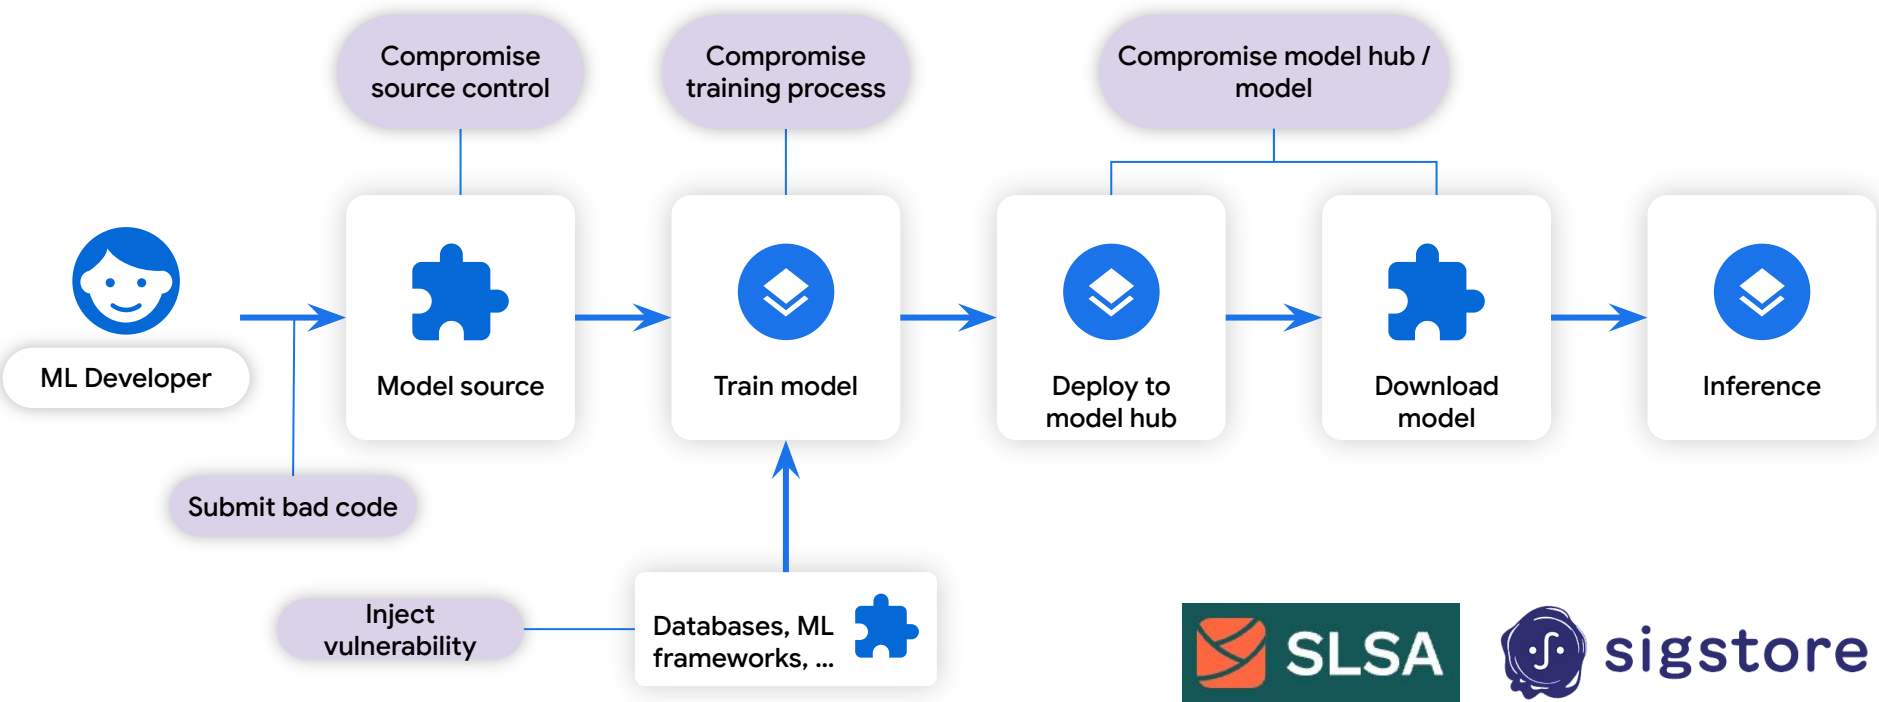 Compromise
source control
Compromise
training process
Compromise model hub /
model
ML Developer
Model source
Train model
Deploy to
model hub
Download
model
Inference
Submit bad code
Inject
vulnerability
Databases, ML
frameworks, ...
SLSA
sigstore